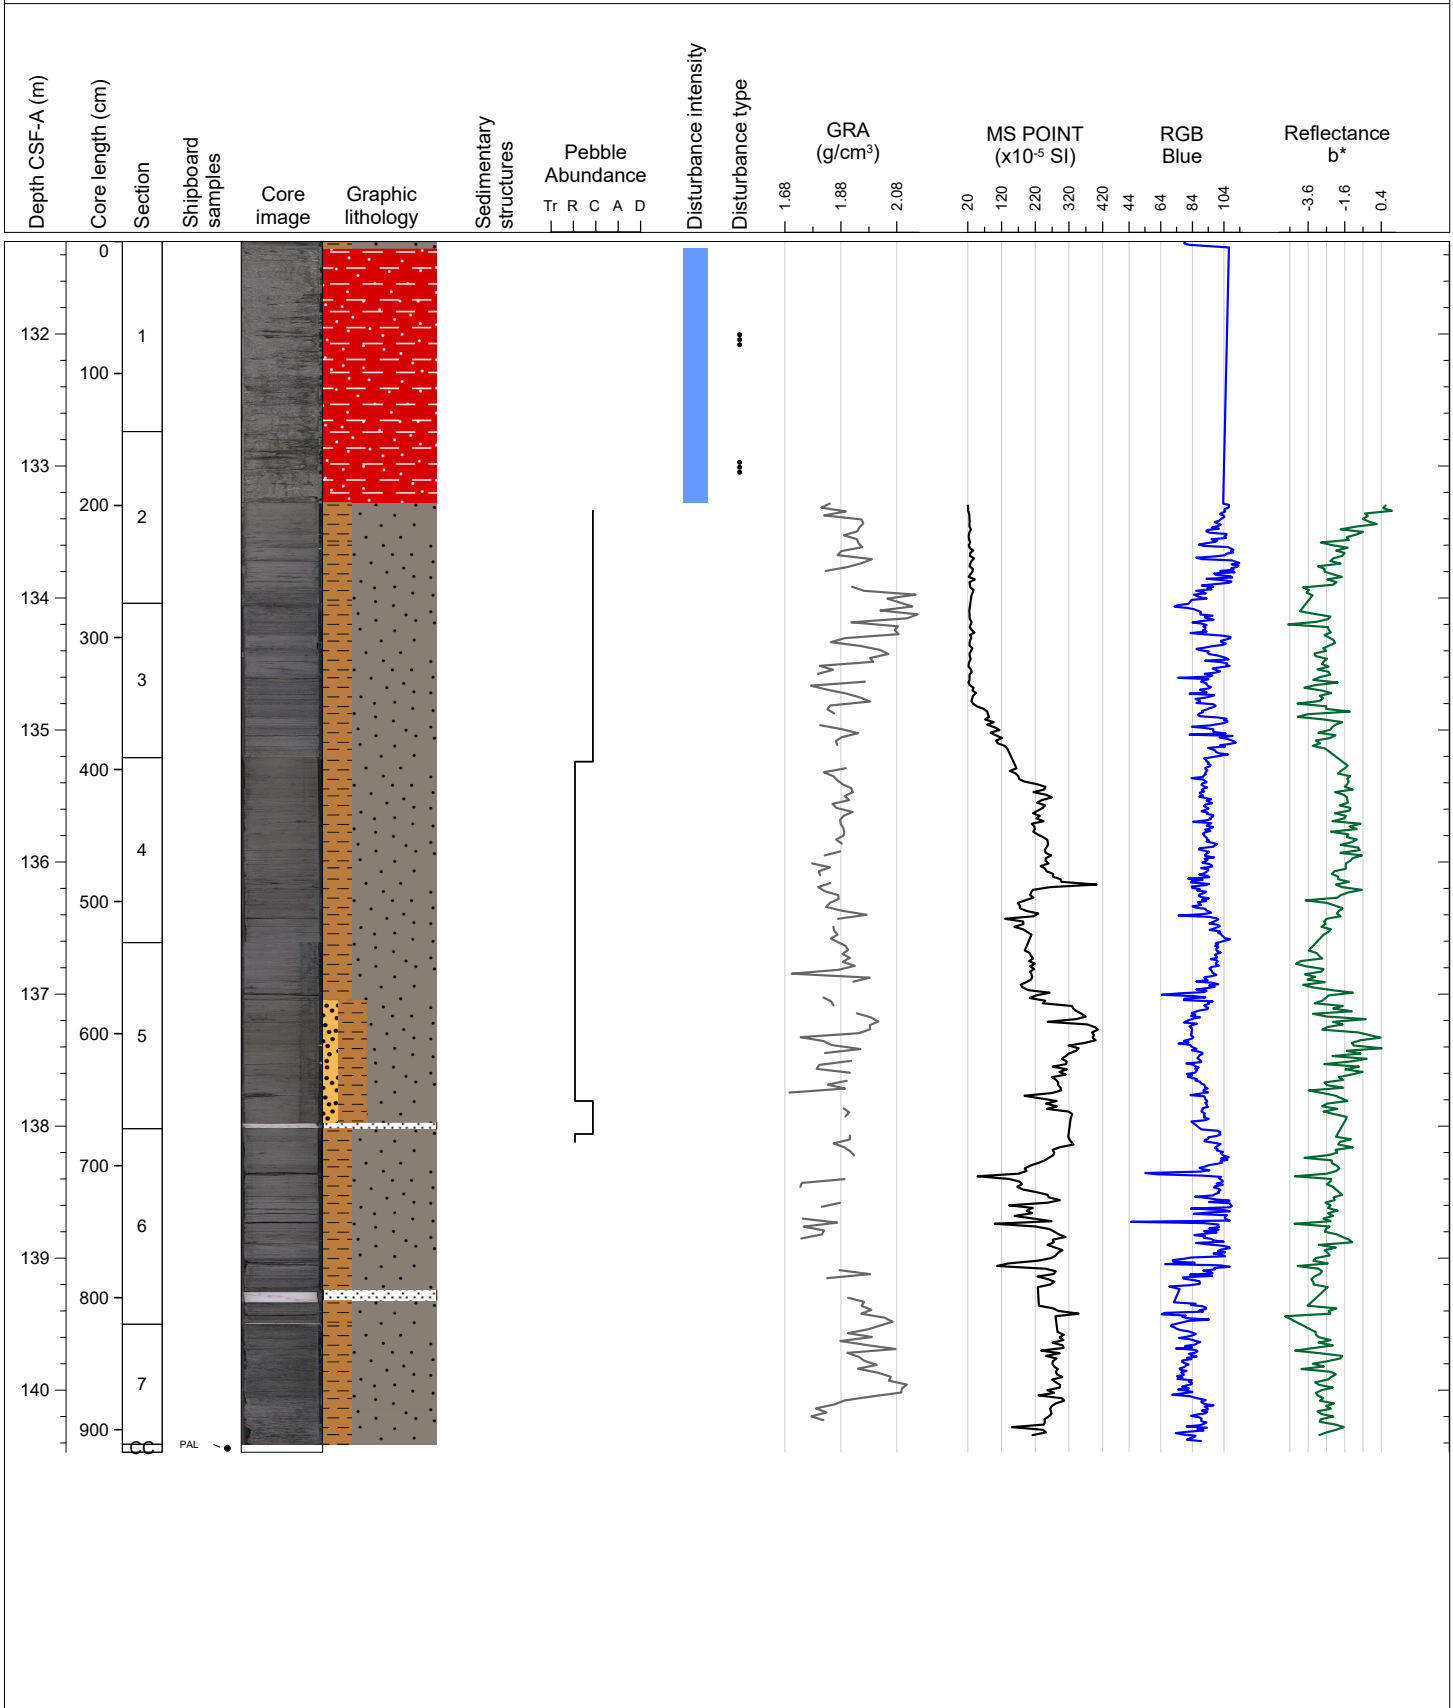 Depth CSF-A (m)
Core length (cm)
Section
Shipboard
samples
Core
image
Graphic
lithology
Sedimentary
structures
Pebble
Abundance
Tr R C A D
Disturbance intensity
Disturbance type
GRA
(g/cm³)
1.68 1.88 2.08
MS POINT
(x10⁻⁵ SI)
20 120 220 320 420
RGB
Blue
44 64 84 104
Reflectance
b*
-3.6 -1.6 0.4
0
132
1
100
133
200
2
134
300
3
135
400
4
136
500
137
5
600
138
700
6
139
800
7
140
900
CC
PAL